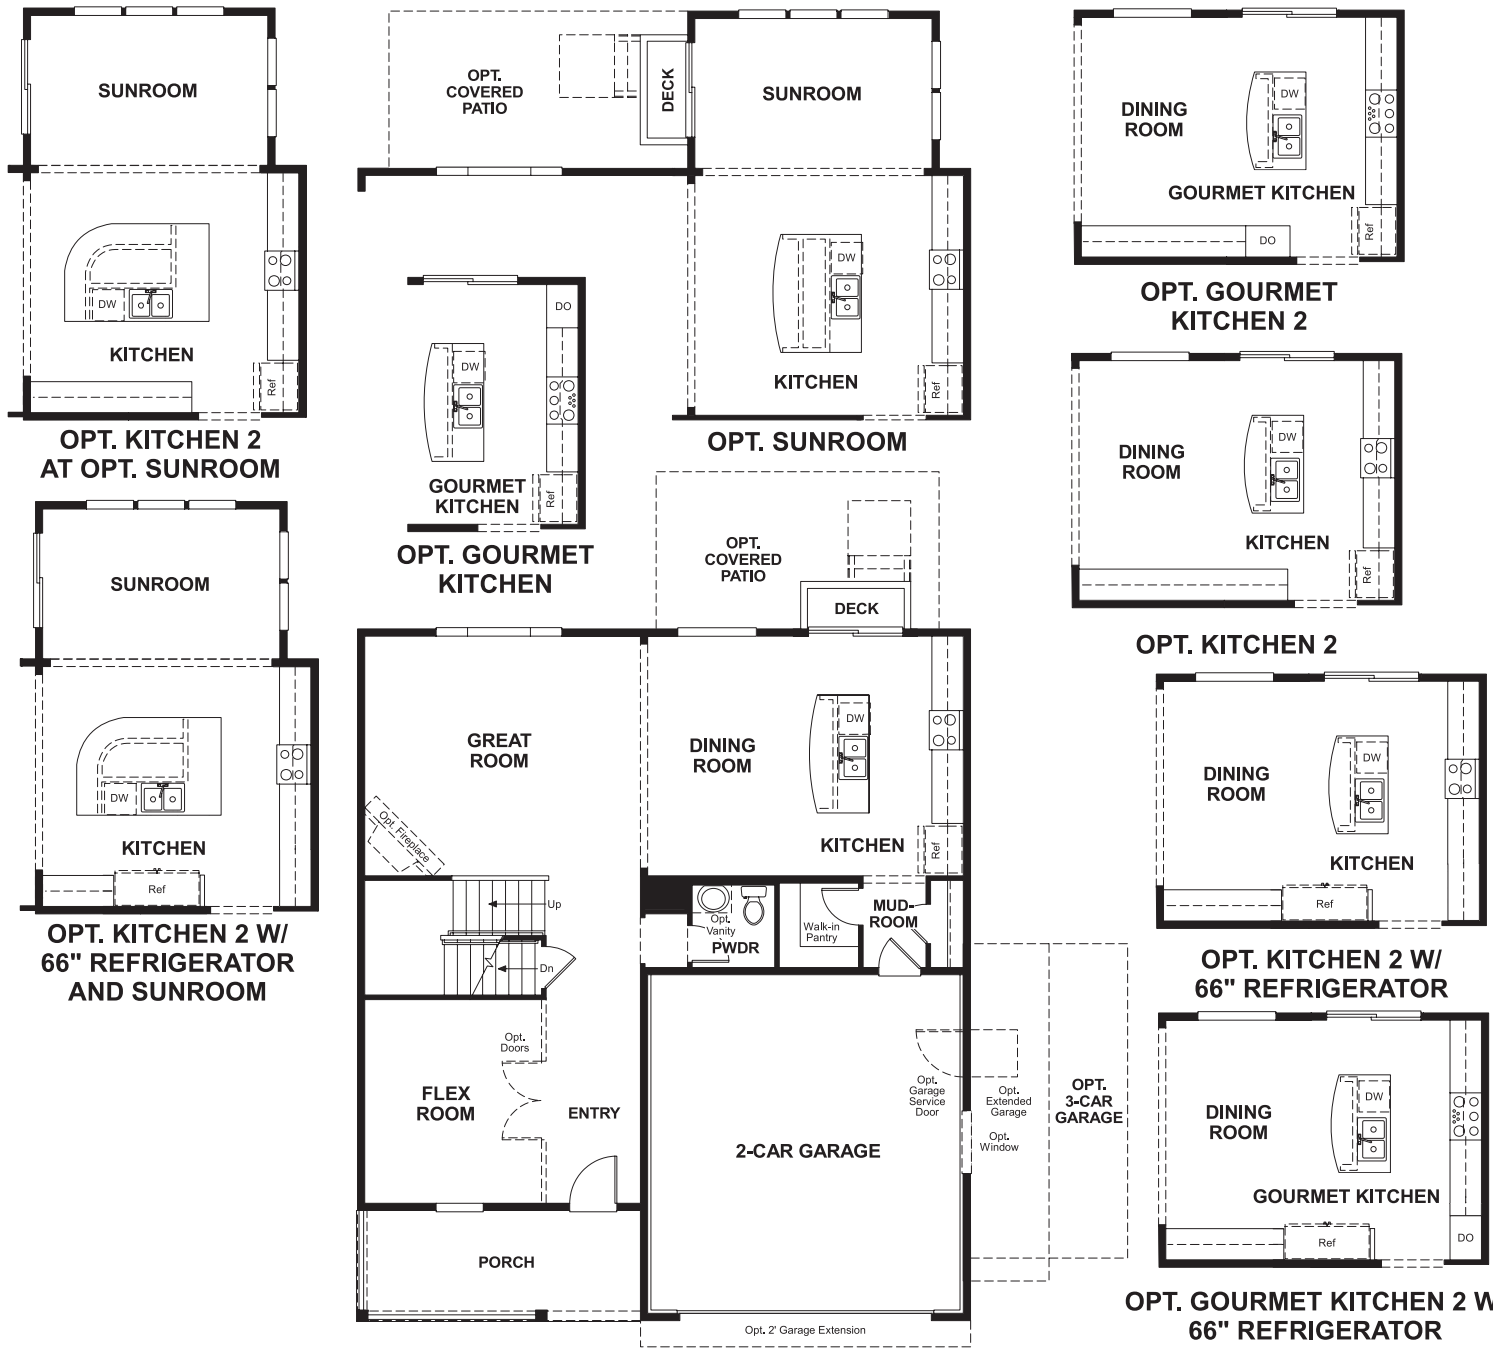 SUNROOM
DW
KITCHEN
Ref
OPT. KITCHEN 2
AT OPT. SUNROOM
OPT.
COVERED
PATIO
DECK
SUNROOM
DW
KITCHEN
Ref
OPT. SUNROOM
DO
DW
GOURMET
KITCHEN
Ref
OPT. GOURMET
KITCHEN
DINING
ROOM
DW
GOURMET KITCHEN
DO
Ref
OPT. GOURMET
KITCHEN 2
DINING
ROOM
DW
KITCHEN
Ref
OPT. KITCHEN 2
SUNROOM
DW
KITCHEN
Ref
OPT. KITCHEN 2 W/
66" REFRIGERATOR
AND SUNROOM
OPT.
COVERED
PATIO
DECK
GREAT
ROOM
DINING
ROOM
DW
Opt. Fireplace
KITCHEN
Ref
Up
Opt.
Vanity
PWDR
Walk-in
Pantry
MUD-
ROOM
Dn
Opt.
Doors
FLEX
ROOM
ENTRY
2-CAR GARAGE
Opt.
Garage
Service
Door
Opt.
Extended
Garage
Opt.
Window
OPT.
3-CAR
GARAGE
PORCH
Opt. 2' Garage Extension
DINING
ROOM
DW
KITCHEN
Ref
OPT. KITCHEN 2 W/
66" REFRIGERATOR
DINING
ROOM
DW
GOURMET KITCHEN
Ref
DO
OPT. GOURMET KITCHEN 2 W
66" REFRIGERATOR